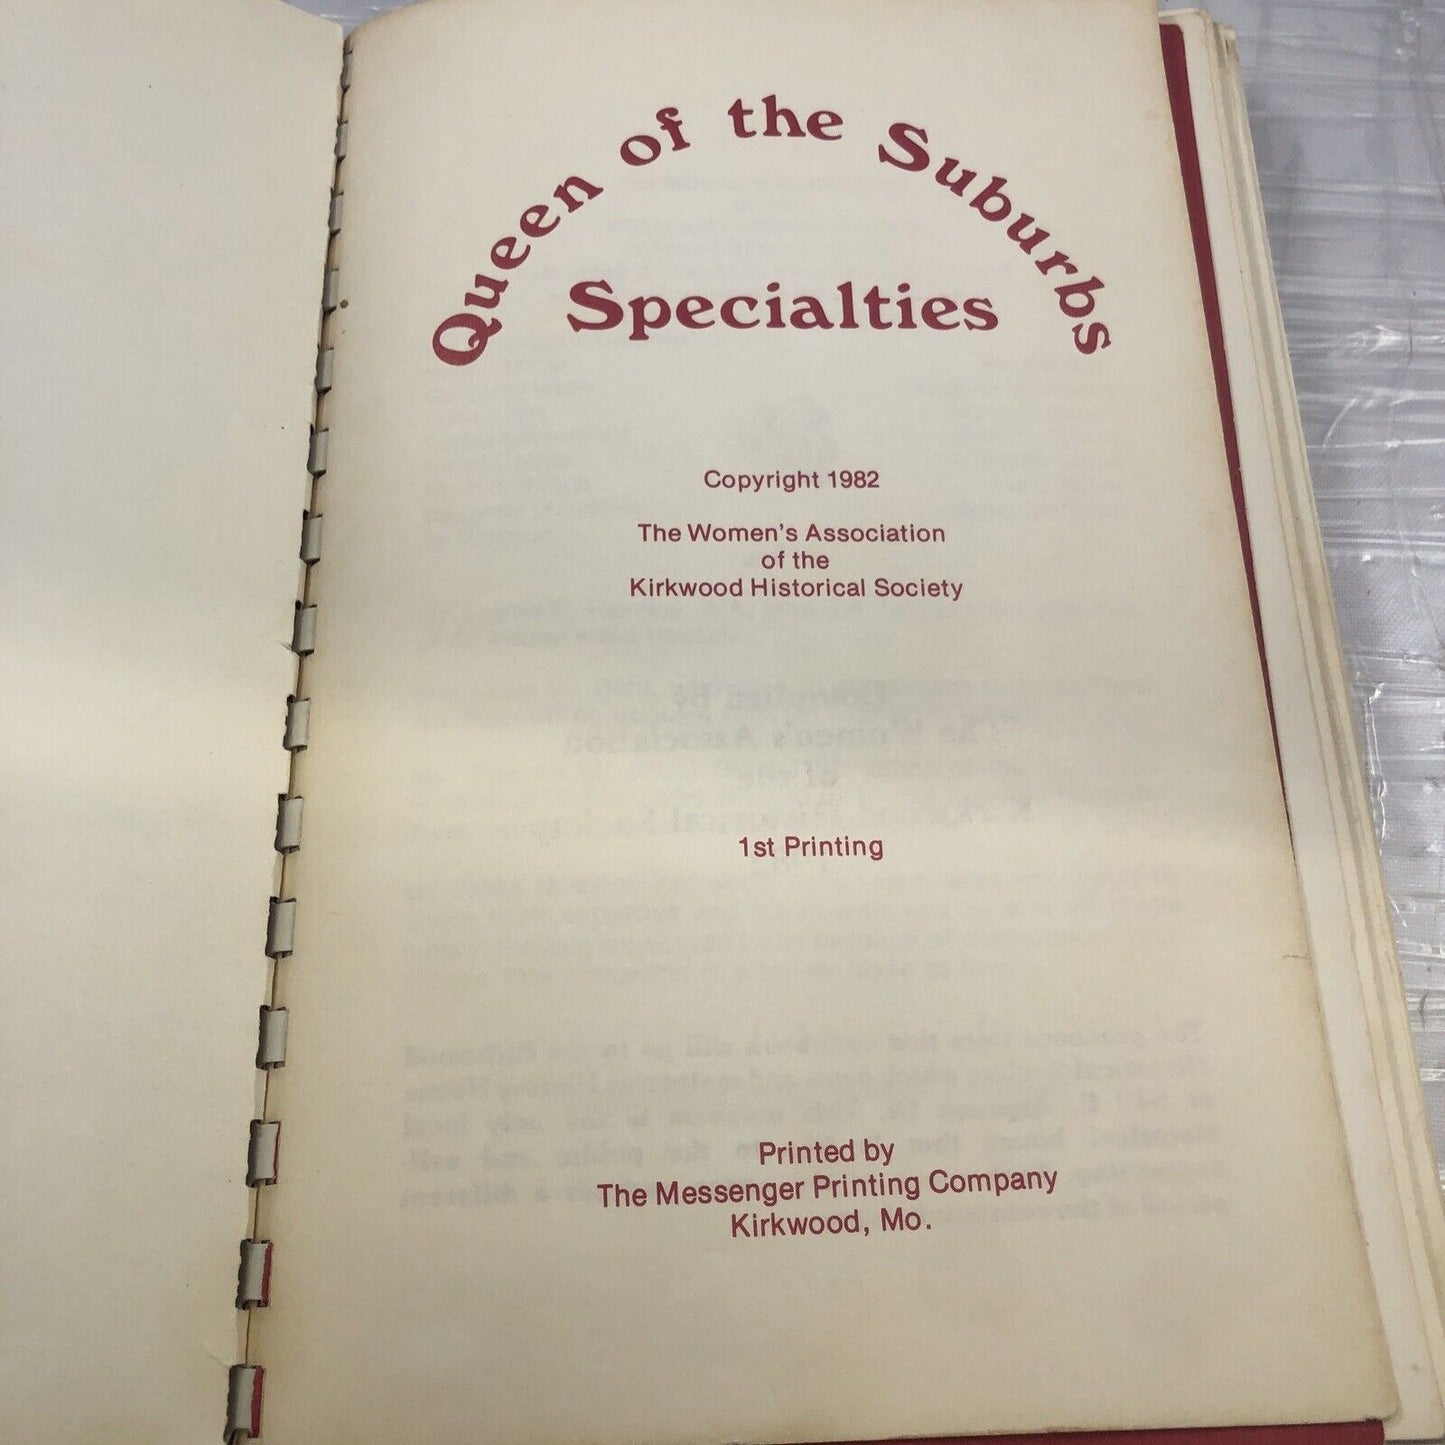 Queen of the Suburbs
Specialties
Copyright 1982
The Women's Association
of the
Kirkwood Historical Society
1st Printing
Printed by
The Messenger Printing Company
Kirkwood, Mo.